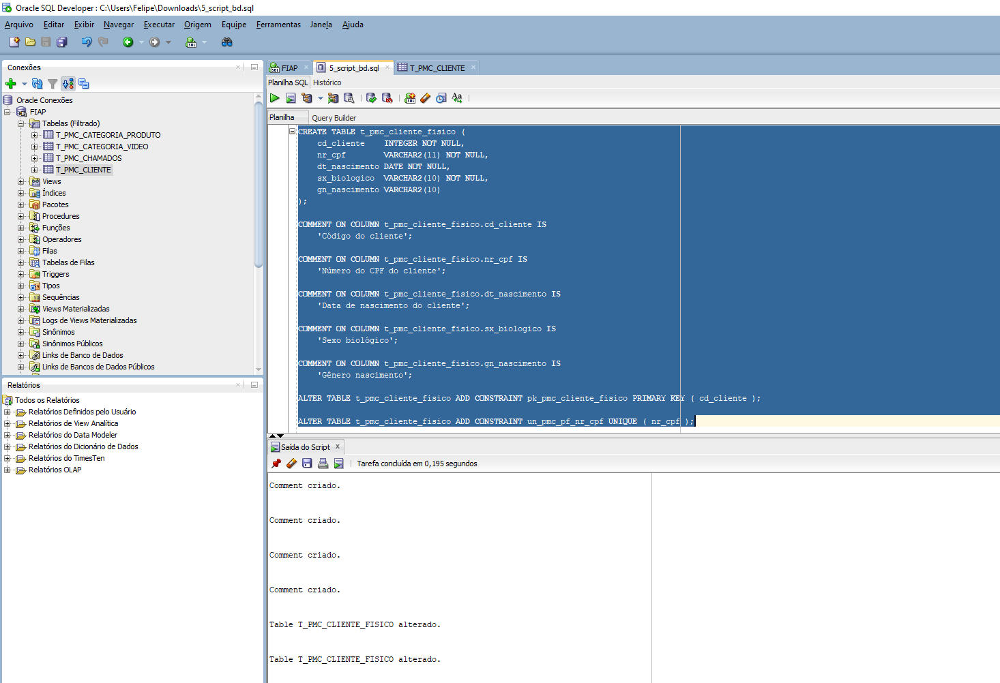 Oracle SQL Developer : C:\Users\Felipe\Downloads\5_script_bd.sql
Arquivo Editar Exibir Navegar Executar Origem Equipe Ferramentas Janela Ajuda
Conexões
Oracle Conexões
FIAP
Tabelas (Filtrado)
T_PMC_CATEGORIA_PRODUTO
T_PMC_CATEGORIA_VIDEO
T_PMC_CHAMADOS
T_PMC_CLIENTE
Views
Índices
Pacotes
Procedures
Funções
Operadores
Filas
Tabelas de Filas
Triggers
Tipos
Sequências
Views Materializadas
Logs de Views Materializadas
Sinônimos
Sinônimos Públicos
Links de Banco de Dados
Links de Bancos de Dados Públicos
Relatórios
Todos os Relatórios
Relatórios Definidos pelo Usuário
Relatórios de View Analítica
Relatórios do Data Modeler
Relatórios do Dicionário de Dados
Relatórios do TimesTen
Relatórios OLAP
FIAP 5_script_bd.sql T_PMC_CLIENTE
Planilha SQL Histórico
Planilha Query Builder
CREATE TABLE t_pmc_cliente_fisico (
    cd_cliente    INTEGER NOT NULL,
    nr_cpf        VARCHAR2(11) NOT NULL,
    dt_nascimento DATE NOT NULL,
    sx_biologico  VARCHAR2(10) NOT NULL,
    gn_nascimento VARCHAR2(10)
);
COMMENT ON COLUMN t_pmc_cliente_fisico.cd_cliente IS
    'Código do cliente';
COMMENT ON COLUMN t_pmc_cliente_fisico.nr_cpf IS
    'Número do CPF do cliente';
COMMENT ON COLUMN t_pmc_cliente_fisico.dt_nascimento IS
    'Data de nascimento do cliente';
COMMENT ON COLUMN t_pmc_cliente_fisico.sx_biologico IS
    'Sexo biológico';
COMMENT ON COLUMN t_pmc_cliente_fisico.gn_nascimento IS
    'Gênero nascimento';
ALTER TABLE t_pmc_cliente_fisico ADD CONSTRAINT pk_pmc_cliente_fisico PRIMARY KEY ( cd_cliente );
ALTER TABLE t_pmc_cliente_fisico ADD CONSTRAINT un_pmc_pf_nr_cpf UNIQUE ( nr_cpf );
Saída do Script
Tarefa concluída em 0,195 segundos
Comment criado.
Comment criado.
Comment criado.
Comment criado.
Table T_PMC_CLIENTE_FISICO alterado.
Table T_PMC_CLIENTE_FISICO alterado.